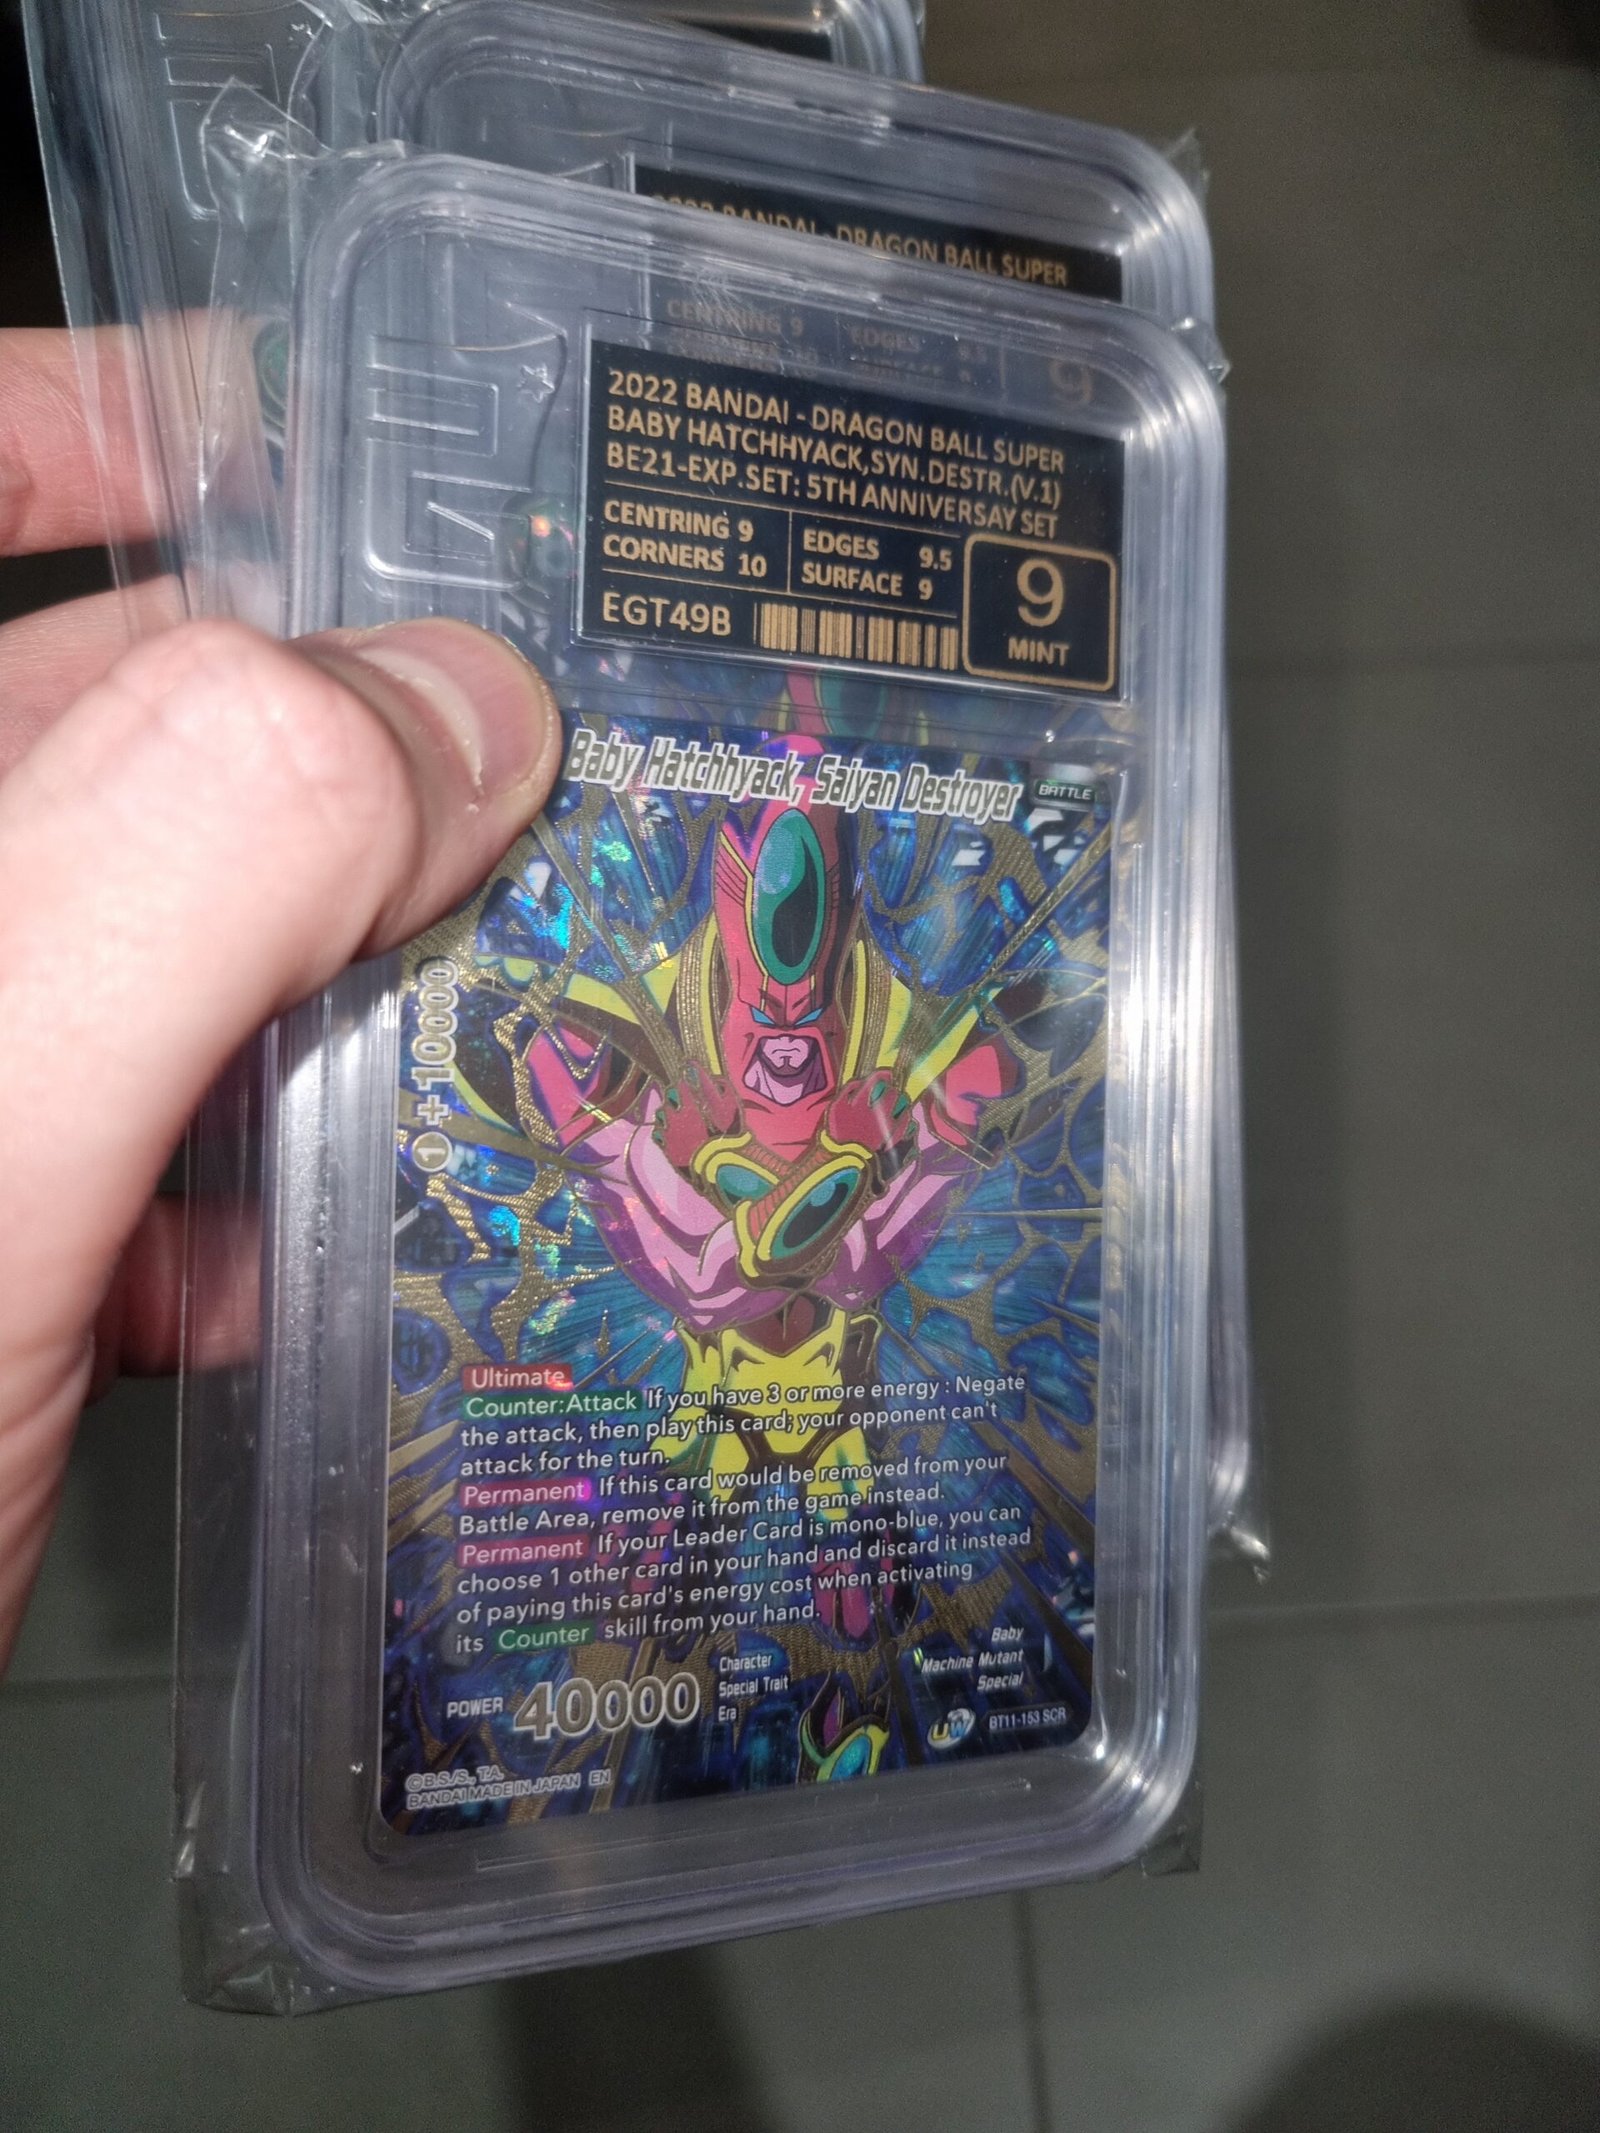 2022 BANDAI - DRAGON BALL SUPER
CENTRING 9
EDGES 9.5
9
2022 BANDAI - DRAGON BALL SUPER
BABY HATCHHYACK,SYN.DESTR.(V.1)
BE21-EXP.SET: 5TH ANNIVERSAY SET
CENTRING 9
EDGES 9.5
CORNERS 10
SURFACE 9
9
MINT
EGT49B
Baby Hatchhyack, Saiyan Destroyer
BATTLE
1 + 10000
Ultimate
Counter:Attack If you have 3 or more energy : Negate
the attack, then play this card; your opponent can't
attack for the turn.
Permanent If this card would be removed from your
Battle Area, remove it from the game instead.
Permanent If your Leader Card is mono-blue, you can
choose 1 other card in your hand and discard it instead
of paying this card's energy cost when activating
its Counter skill from your hand.
POWER 40000
Character
Special Trait
Era
Baby
Machine Mutant
Special
UW
BT11-153 SCR
©B.S./S., T.A.
BANDAI MADE IN JAPAN EN